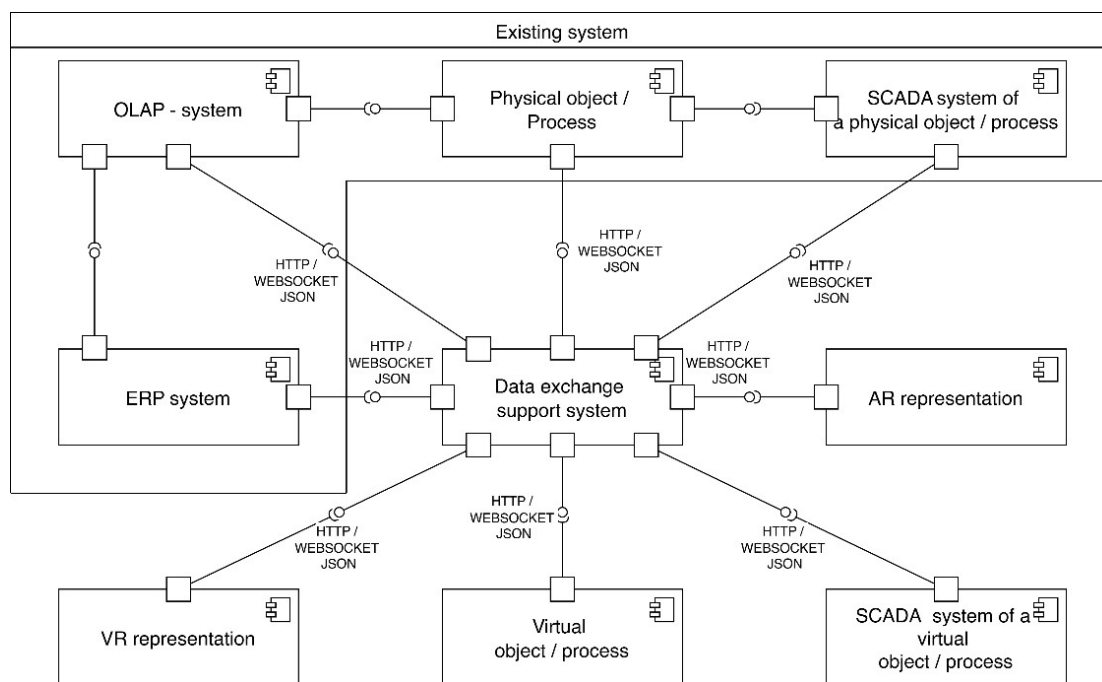 Existing system
OLAP - system
Physical object /
Process
SCADA system of
a physical object / process
HTTP /
WEBSOCKET
JSON
HTTP /
WEBSOCKET
JSON
HTTP /
WEBSOCKET
JSON
ERP system
HTTP /
WEBSOCKET
JSON
Data exchange
support system
HTTP /
WEBSOCKET
JSON
AR representation
HTTP /
WEBSOCKET
JSON
HTTP /
WEBSOCKET
JSON
HTTP /
WEBSOCKET
JSON
VR representation
Virtual
object / process
SCADA system of a
virtual
object / process